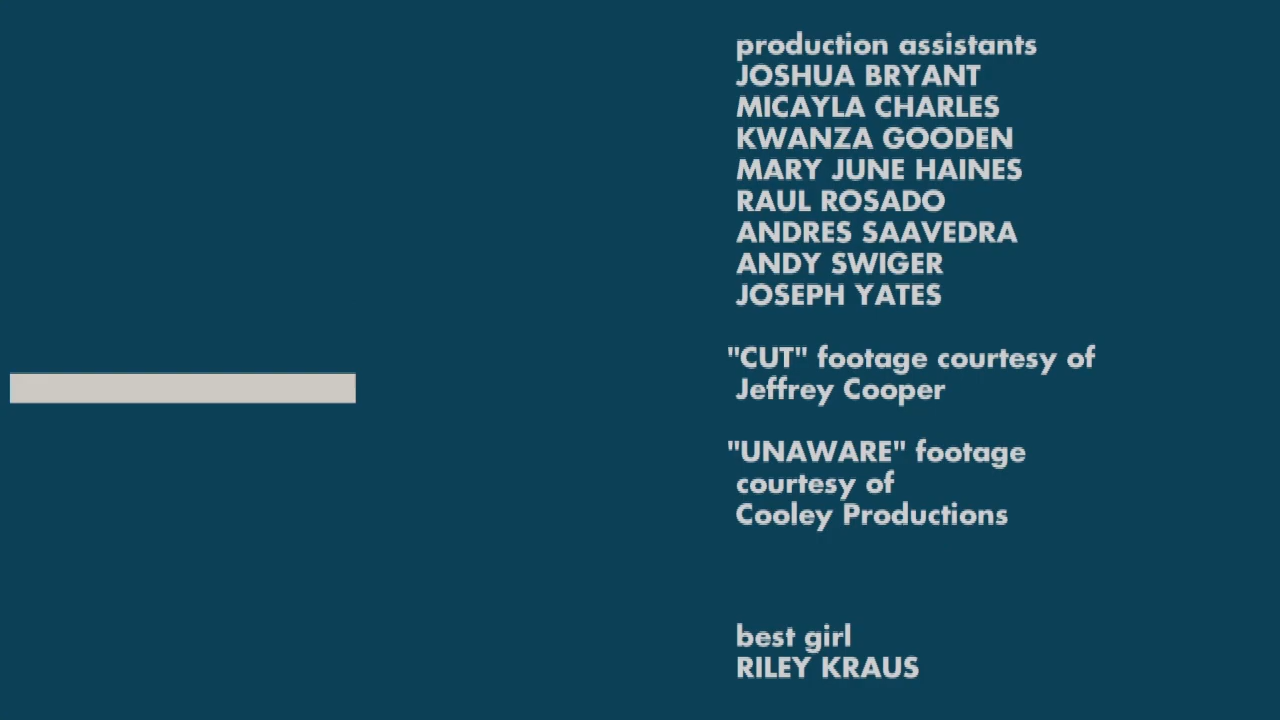 production assistants
JOSHUA BRYANT
MICAYLA CHARLES
KWANZA GOODEN
MARY JUNE HAINES
RAUL ROSADO
ANDRES SAAVEDRA
ANDY SWIGER
JOSEPH YATES
"CUT" footage courtesy of
Jeffrey Cooper
"UNAWARE" footage
courtesy of
Cooley Productions
best girl
RILEY KRAUS